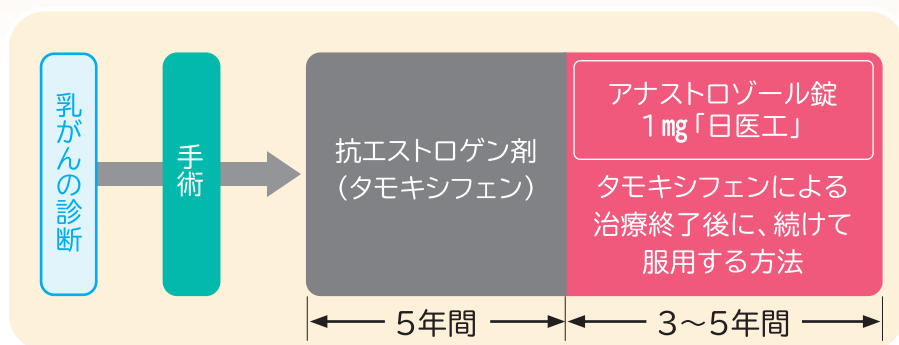 乳がんの診断
手術
抗エストロゲン剤
（タモキシフェン）
アナストロゾール錠
1㎎「日医工」
タモキシフェンによる
治療終了後に、続けて
服用する方法
5年間
3～5年間